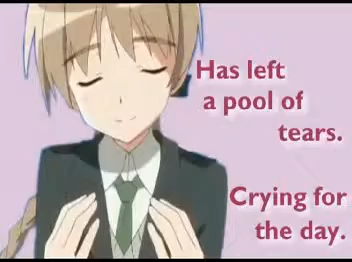 Has left
a pool of
tears.
Crying for
the day.